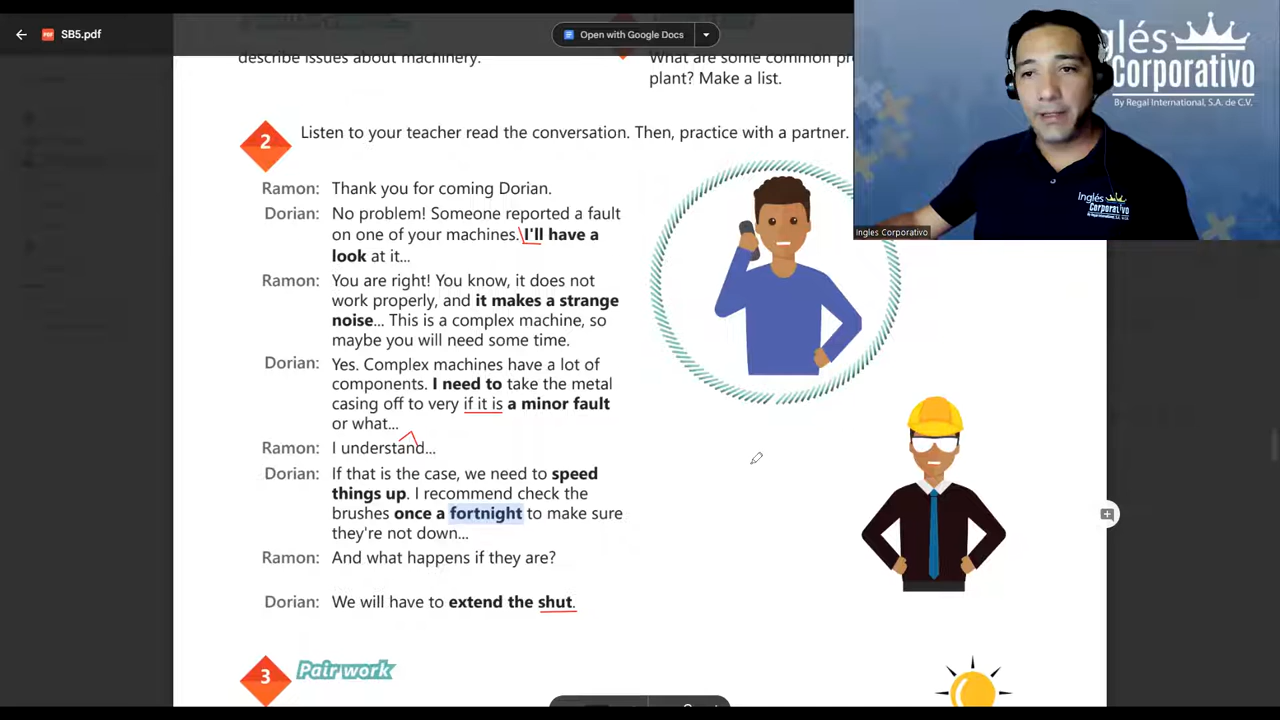 SB5.pdf
Open with Google Docs
Inglés
Corporativo
By Regal International, S.A. de C.V.
describe issues about machinery.
What are some common
plant? Make a list.
2
Listen to your teacher read the conversation. Then, practice with a partner.
Ramon: Thank you for coming Dorian.
Dorian: No problem! Someone reported a fault
on one of your machines. I'll have a
look at it...
Ramon: You are right! You know, it does not
work properly, and it makes a strange
noise... This is a complex machine, so
maybe you will need some time.
Dorian: Yes. Complex machines have a lot of
components. I need to take the metal
casing off to very if it is a minor fault
or what...
Ramon: I understand...
Dorian: If that is the case, we need to speed
things up. I recommend check the
brushes once a fortnight to make sure
they're not down...
Ramon: And what happens if they are?
Dorian: We will have to extend the shut.
3
Pair work
Inglés
Corporativo
Ingles Corporativo